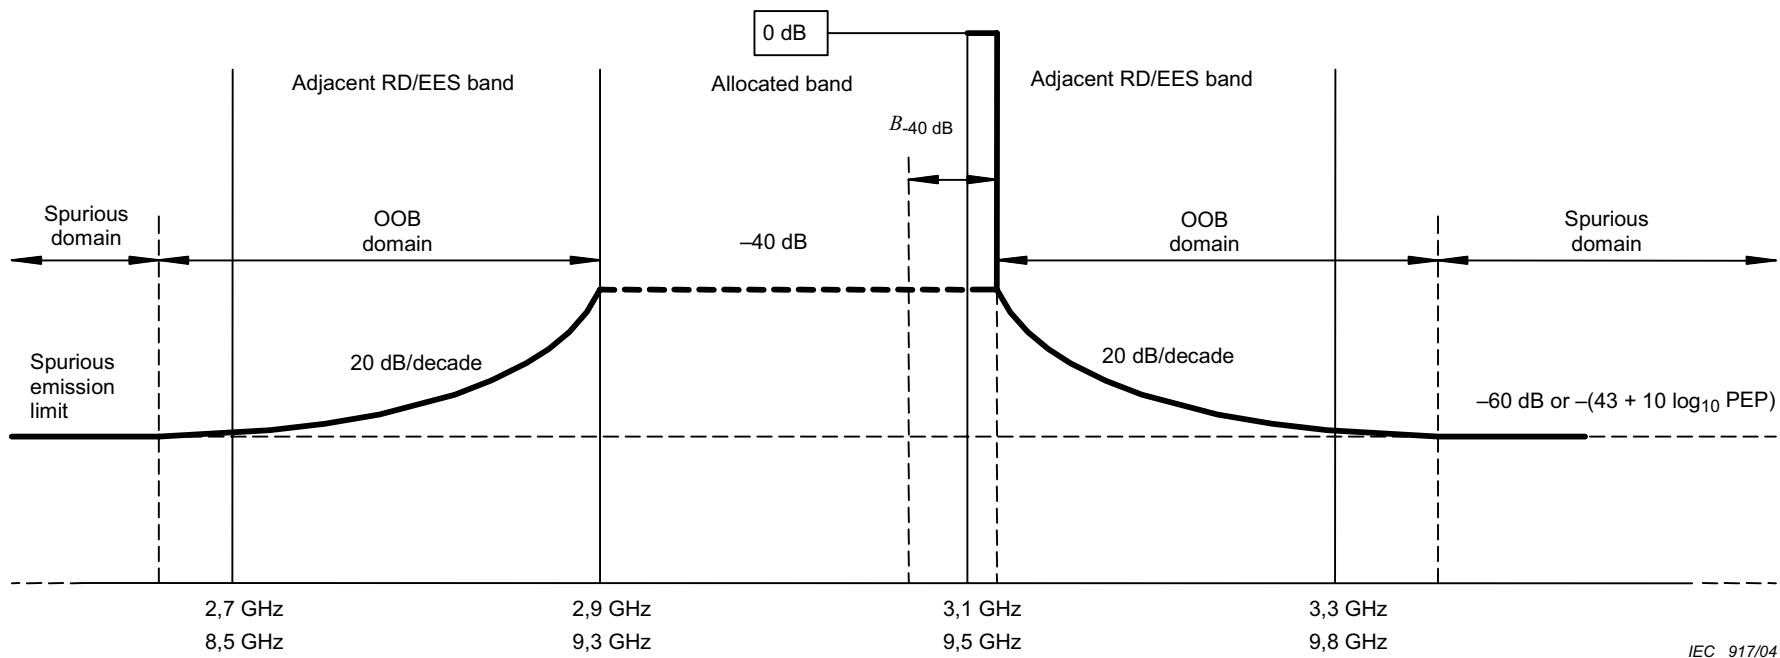 0 dB
Adjacent RD/EES band
Allocated band
Adjacent RD/EES band
B-40 dB
Spurious
domain
OOB
domain
–40 dB
OOB
domain
Spurious
domain
Spurious
emission
limit
20 dB/decade
20 dB/decade
–60 dB or –(43 + 10 log10 PEP)
2,7 GHz
2,9 GHz
3,1 GHz
3,3 GHz
8,5 GHz
9,3 GHz
9,5 GHz
9,8 GHz
IEC 917/04